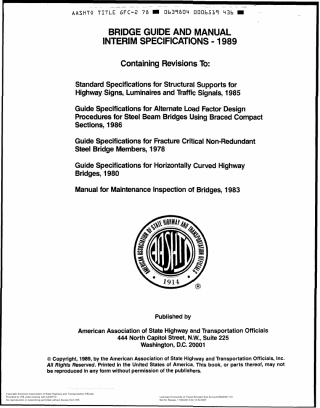 AASHTO TITLE GFC-2 78 ■ 0639804 0006539 436 ■
BRIDGE GUIDE AND MANUAL
INTERIM SPECIFICATIONS - 1989
Containing Revisions To:
Standard Specifications for Structural Supports for
Highway Signs, Luminaires and Traffic Signals, 1985
Guide Specifications for Alternate Load Factor Design
Procedures for Steel Beam Bridges Using Braced Compact
Sections, 1986
Guide Specifications for Fracture Critical Non-Redundant
Steel Bridge Members, 1978
Guide Specifications for Horizontally Curved Highway
Bridges, 1980
Manual for Maintenance Inspection of Bridges, 1983
AMERICAN ASSOCIATION OF STATE HIGHWAY AND TRANSPORTATION OFFICIALS
AASHTO
1914
®
Published by
American Association of State Highway and Transportation Officials
444 North Capitol Street, N.W., Suite 225
Washington, D.C. 20001
© Copyright, 1989, by the American Association of State Highway and Transportation Officials, Inc.
All Rights Reserved. Printed in the United States of America. This book, or parts thereof, may not
be reproduced in any form without permission of the publishers.